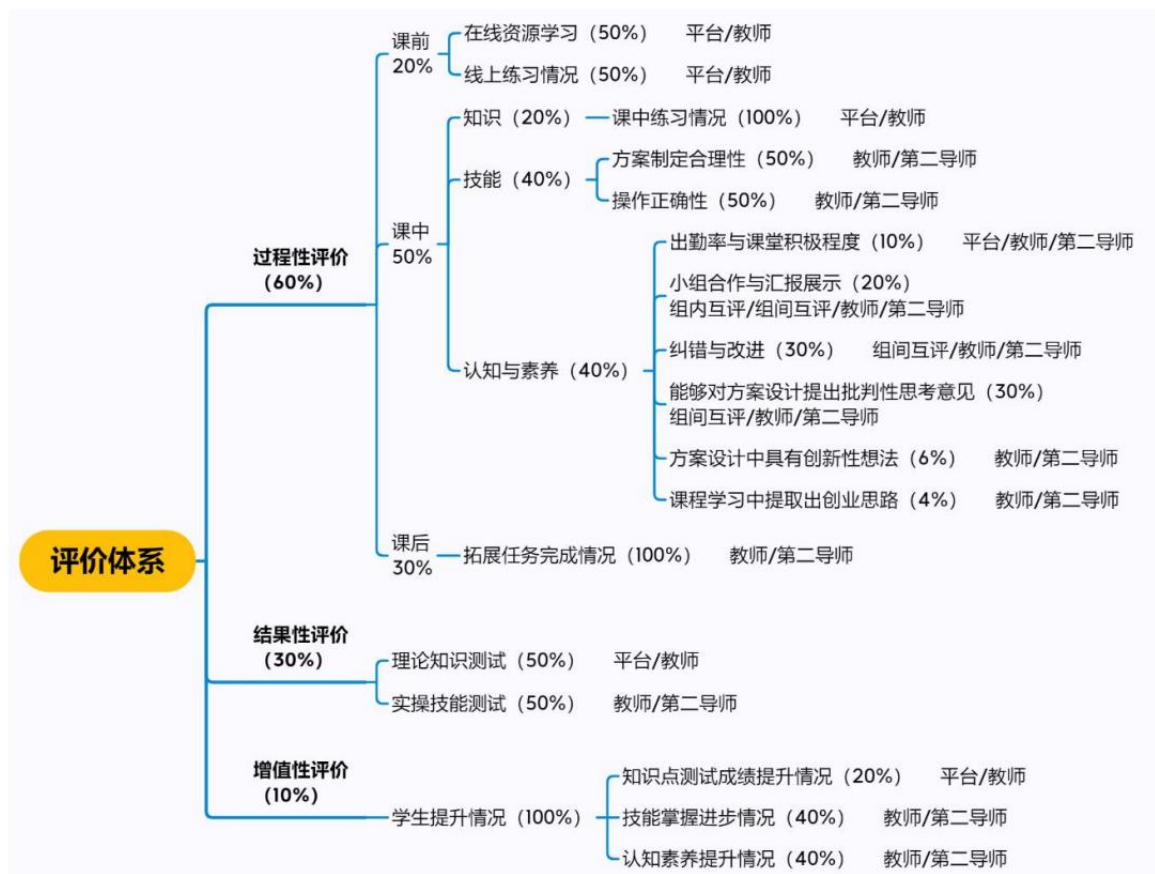 评价体系
过程性评价
(60%)
课前
20%
在线资源学习（50%） 平台/教师
线上练习情况（50%） 平台/教师
课中
50%
知识（20%）
课中练习情况（100%） 平台/教师
技能（40%）
方案制定合理性（50%） 教师/第二导师
操作正确性（50%） 教师/第二导师
认知与素养（40%）
出勤率与课堂积极程度（10%） 平台/教师/第二导师
小组合作与汇报展示（20%）
组内互评/组间互评/教师/第二导师
纠错与改进（30%） 组间互评/教师/第二导师
能够对方案设计提出批判性思考意见（30%）
组间互评/教师/第二导师
方案设计中具有创新性想法（6%） 教师/第二导师
课程学习中提取出创业思路（4%） 教师/第二导师
课后
30%
拓展任务完成情况（100%） 教师/第二导师
结果性评价
(30%)
理论知识测试（50%） 平台/教师
实操技能测试（50%） 教师/第二导师
增值性评价
(10%)
学生提升情况（100%）
知识点测试成绩提升情况（20%） 平台/教师
技能掌握进步情况（40%） 教师/第二导师
认知素养提升情况（40%） 教师/第二导师